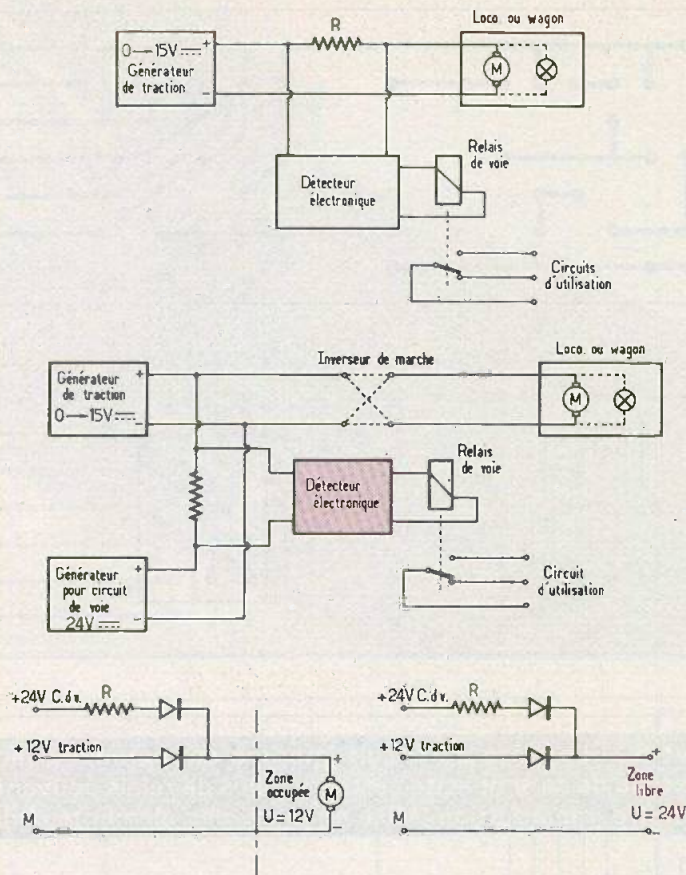 R
0→15V +
Générateur
de traction −
Loco. ou wagon
M
Détecteur
électronique
Relais
de voie
Circuits
d'utilisation
Générateur +
de traction
0→15V −
Inverseur de marche
Loco. ou wagon
M
Détecteur
électronique
Relais
de voie
Circuit
d'utilisation
Générateur +
pour circuit
de voie
24V −
+24V C.dv. R
+12V traction
M
Zone
occupée
U=12V
+
M
−
+24V C.dv. R
+12V traction
M
+
Zone
libre
U=24V
−